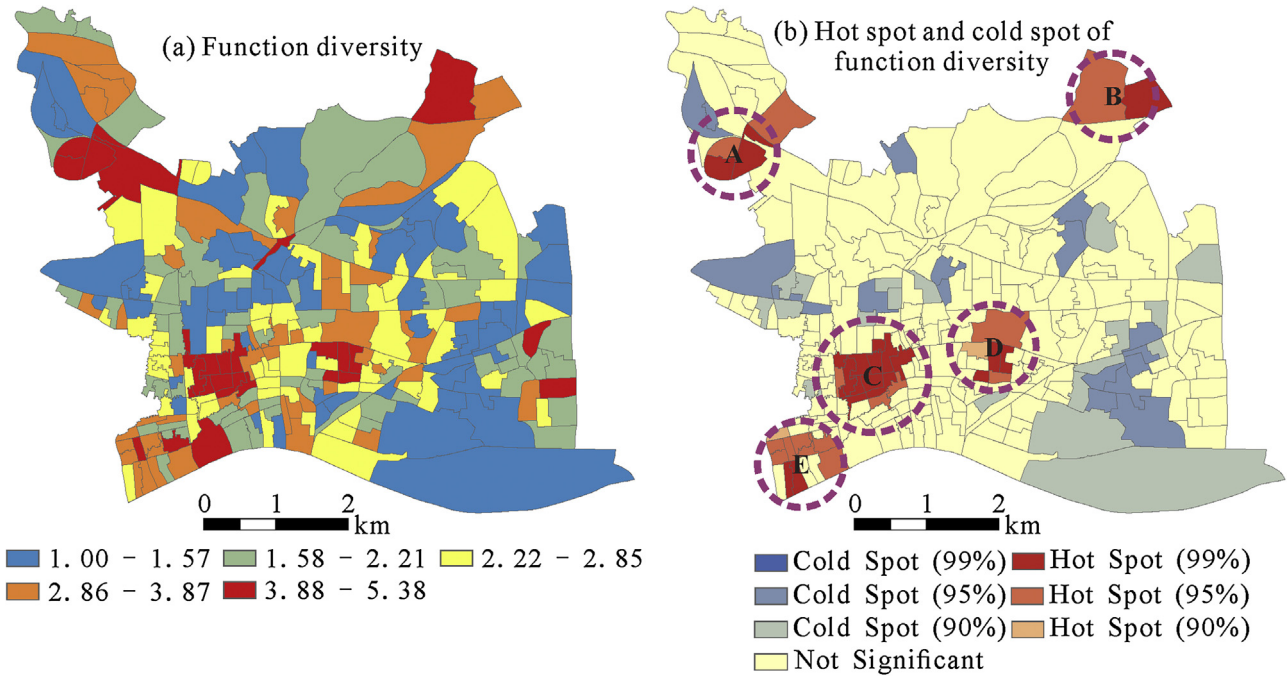 (a) Function diversity
(b) Hot spot and cold spot of
function diversity
B
A
D
C
E
0 1 2
km
0 1 2
km
1.00 - 1.57 1.58 - 2.21 2.22 - 2.85
2.86 - 3.87 3.88 - 5.38
Cold Spot (99%) Hot Spot (99%)
Cold Spot (95%) Hot Spot (95%)
Cold Spot (90%) Hot Spot (90%)
Not Significant